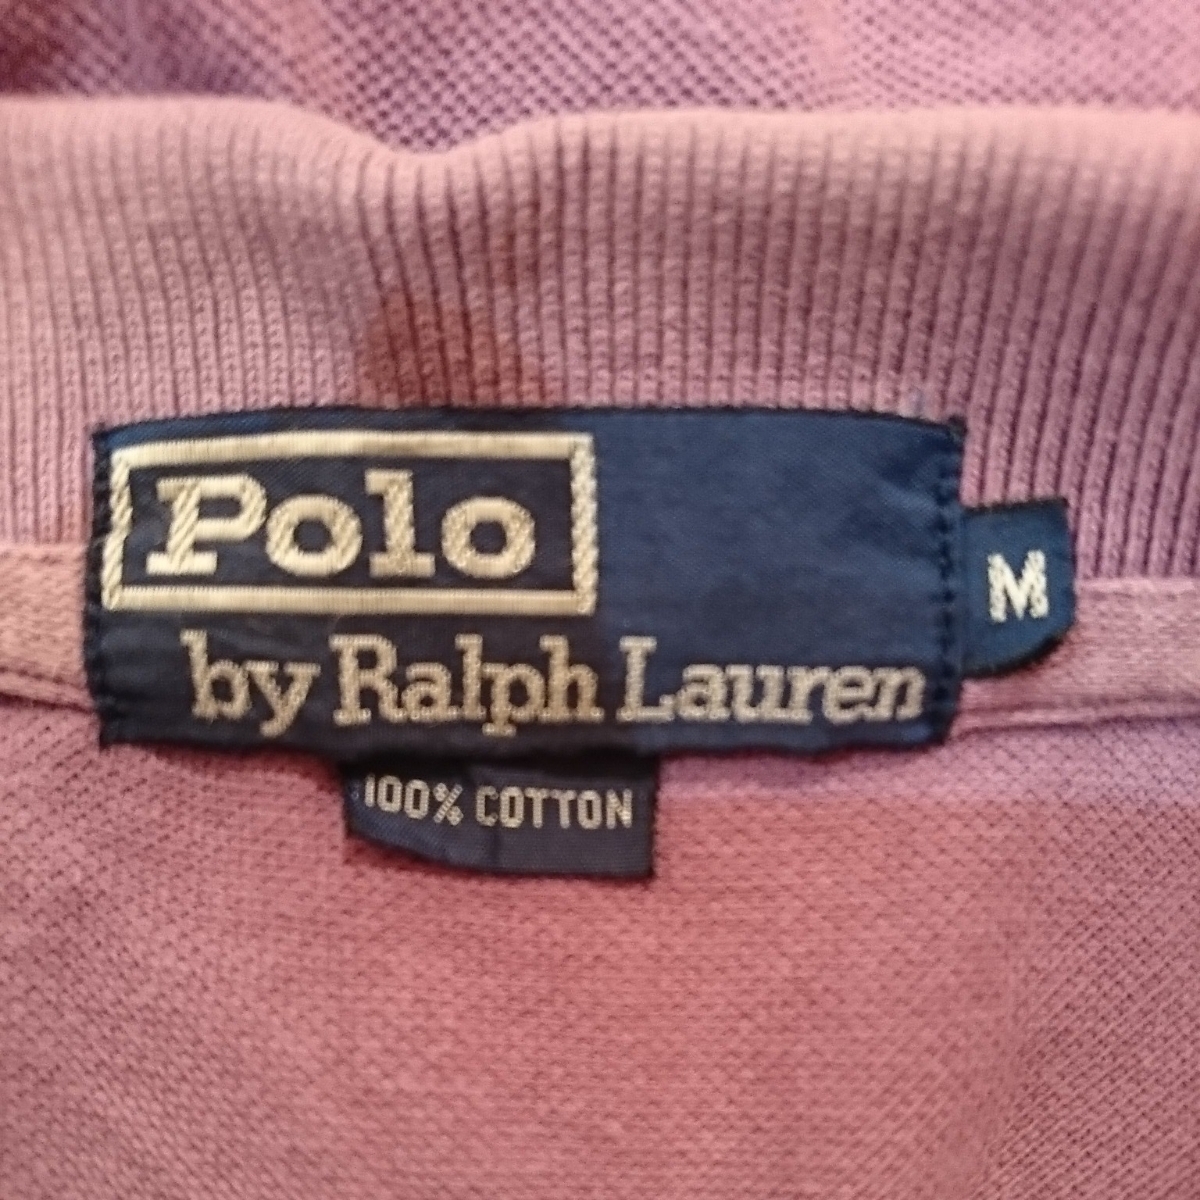 Polo
by Ralph Lauren
M
100% COTTON